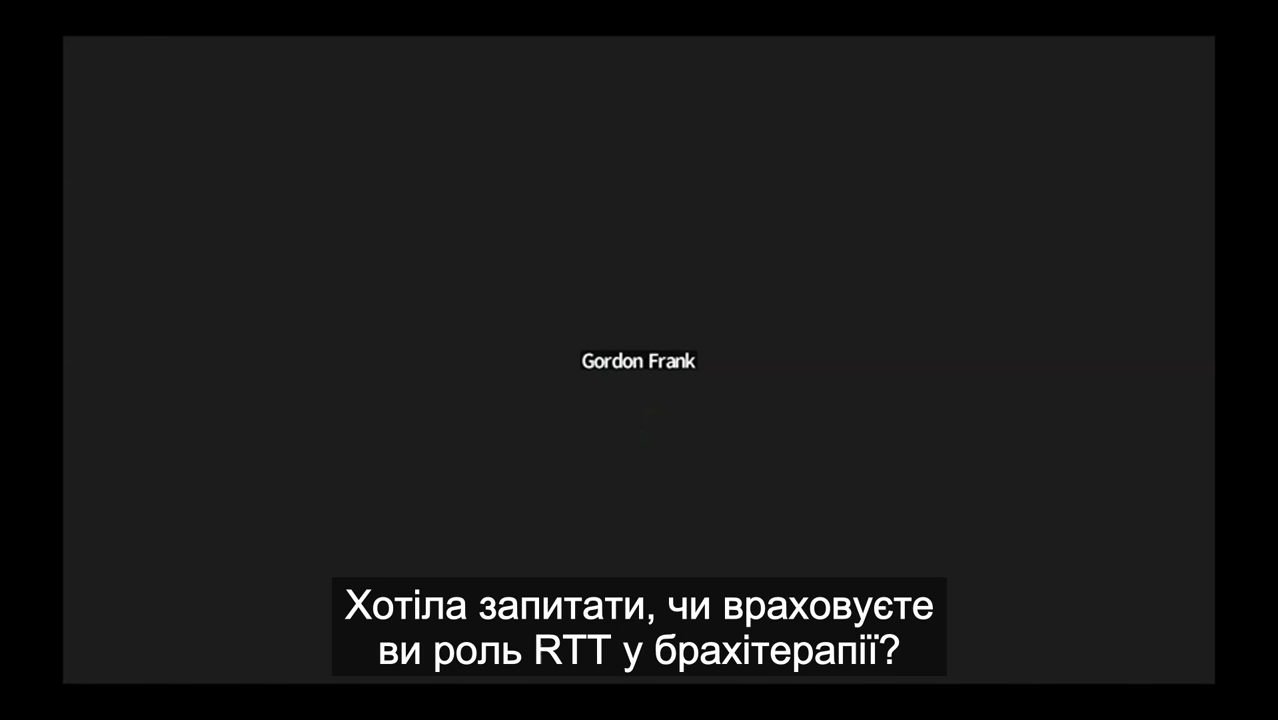 Gordon Frank
Хотіла запитати, чи враховуєте
ви роль RTT у брахітерапії?